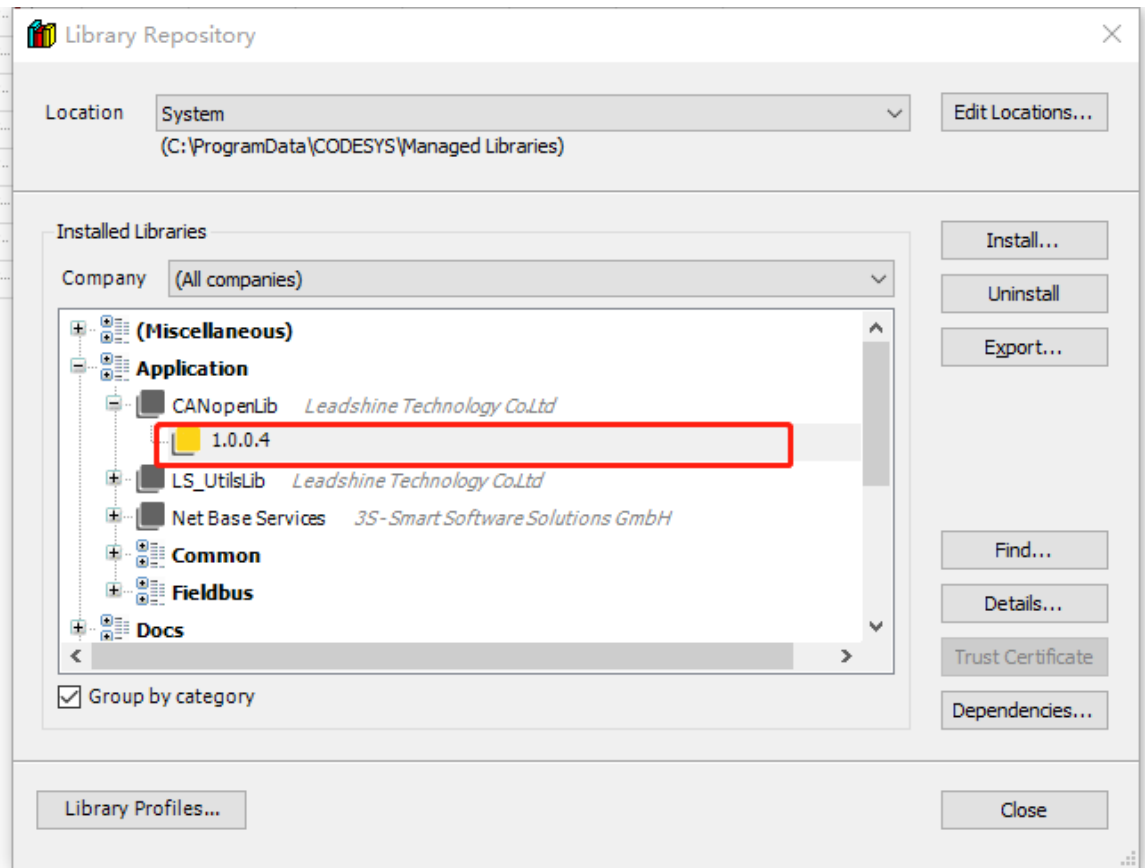 Library Repository
Location System Edit Locations...
(C:\ProgramData\CODESYS\Managed Libraries)
Installed Libraries
Install...
Company (All companies)
Uninstall
(Miscellaneous)
Export...
Application
CANopenLib Leadshine Technology Co.Ltd
1.0.0.4
LS_UtilsLib Leadshine Technology Co.Ltd
Net Base Services 3S-Smart Software Solutions GmbH
Common
Find...
Fieldbus
Details...
Docs
Trust Certificate
Group by category
Dependencies...
Library Profiles... Close